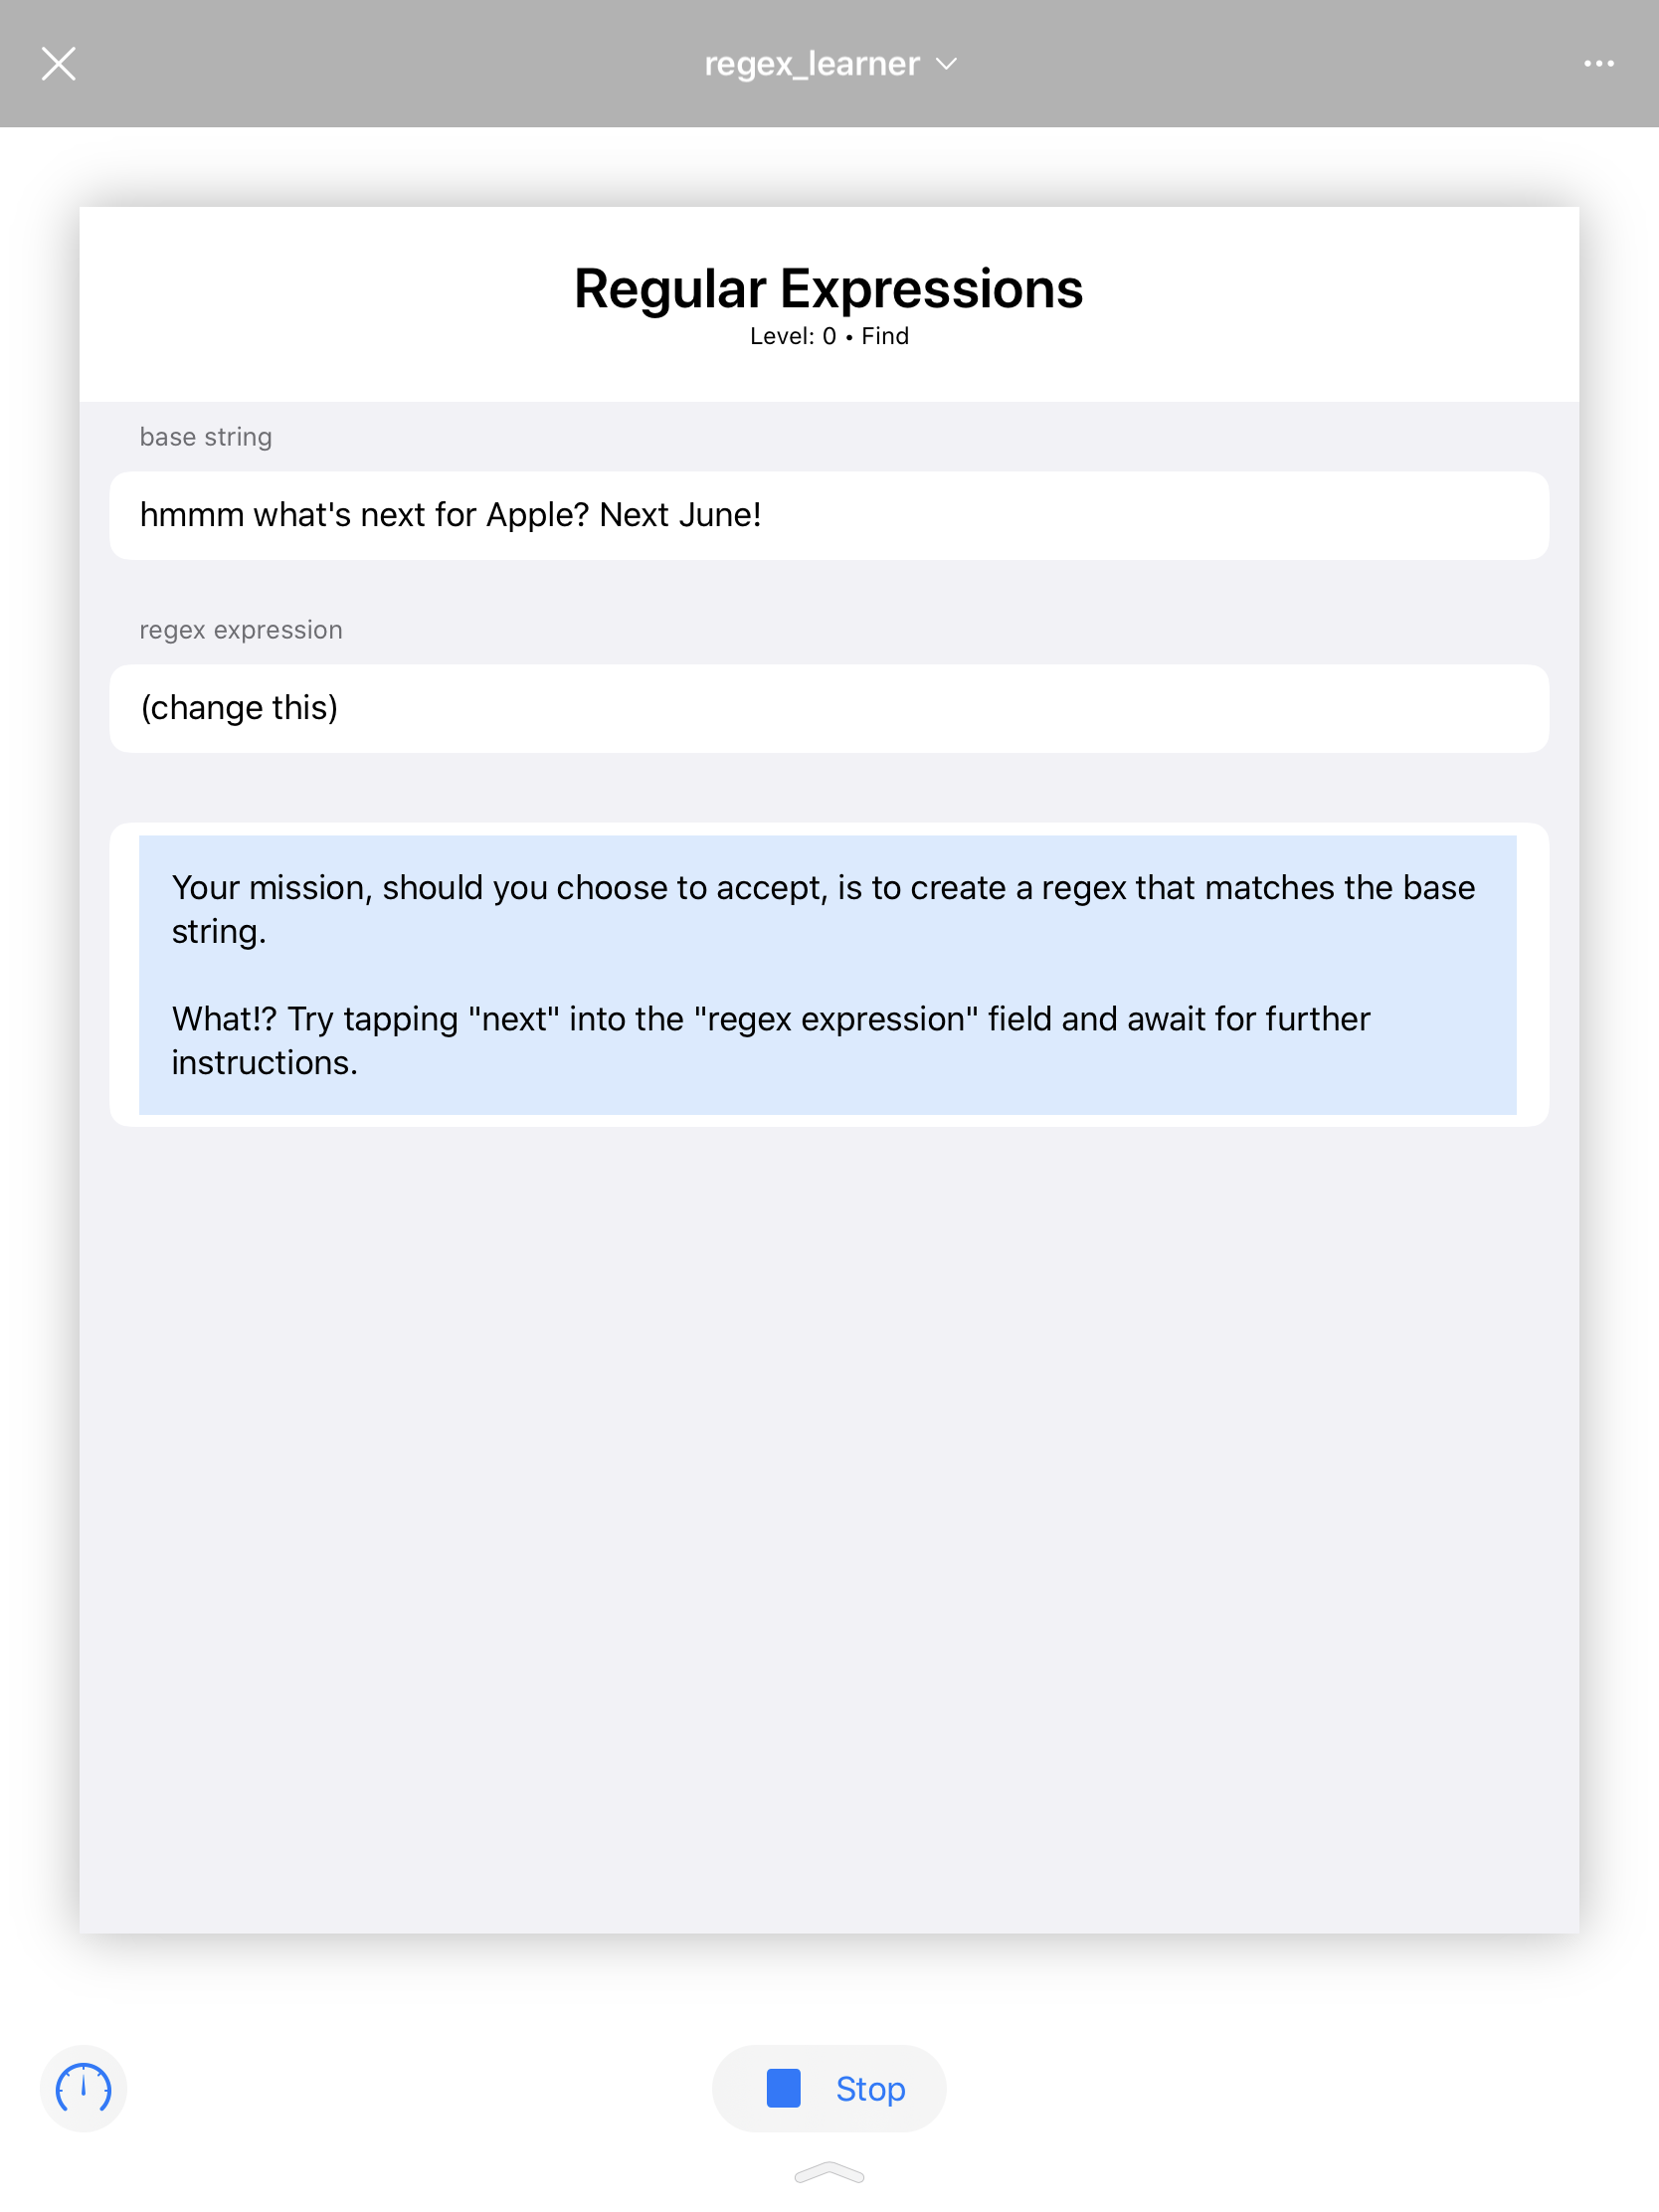 regex_learner
Regular Expressions
Level: 0 • Find
base string
hmmm what's next for Apple? Next June!
regex expression
(change this)
Your mission, should you choose to accept, is to create a regex that matches the base
string.
What!? Try tapping "next" into the "regex expression" field and await for further
instructions.
Stop